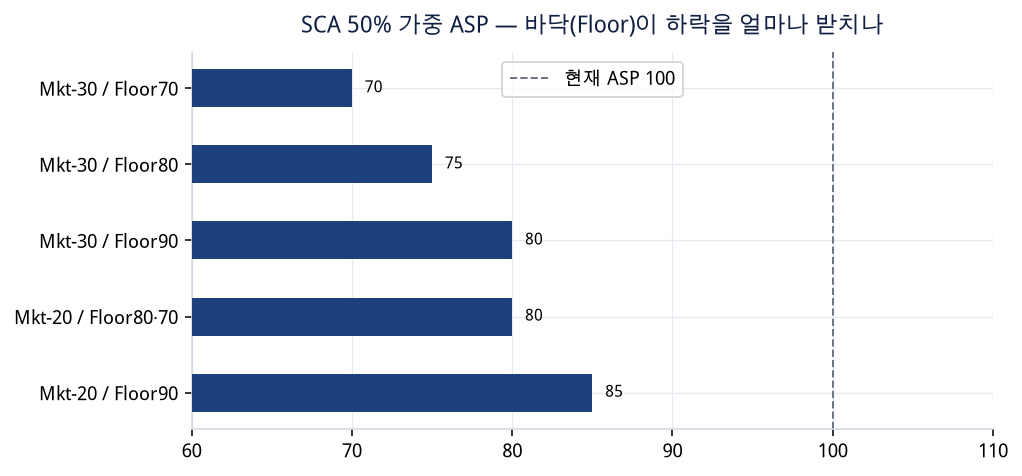 SCA 50% 가중 ASP — 바닥(Floor)이 하락을 얼마나 받치나
현재 ASP 100
Mkt-30 / Floor70
70
Mkt-30 / Floor80
75
Mkt-30 / Floor90
80
Mkt-20 / Floor80·70
80
Mkt-20 / Floor90
85
60 70 80 90 100 110